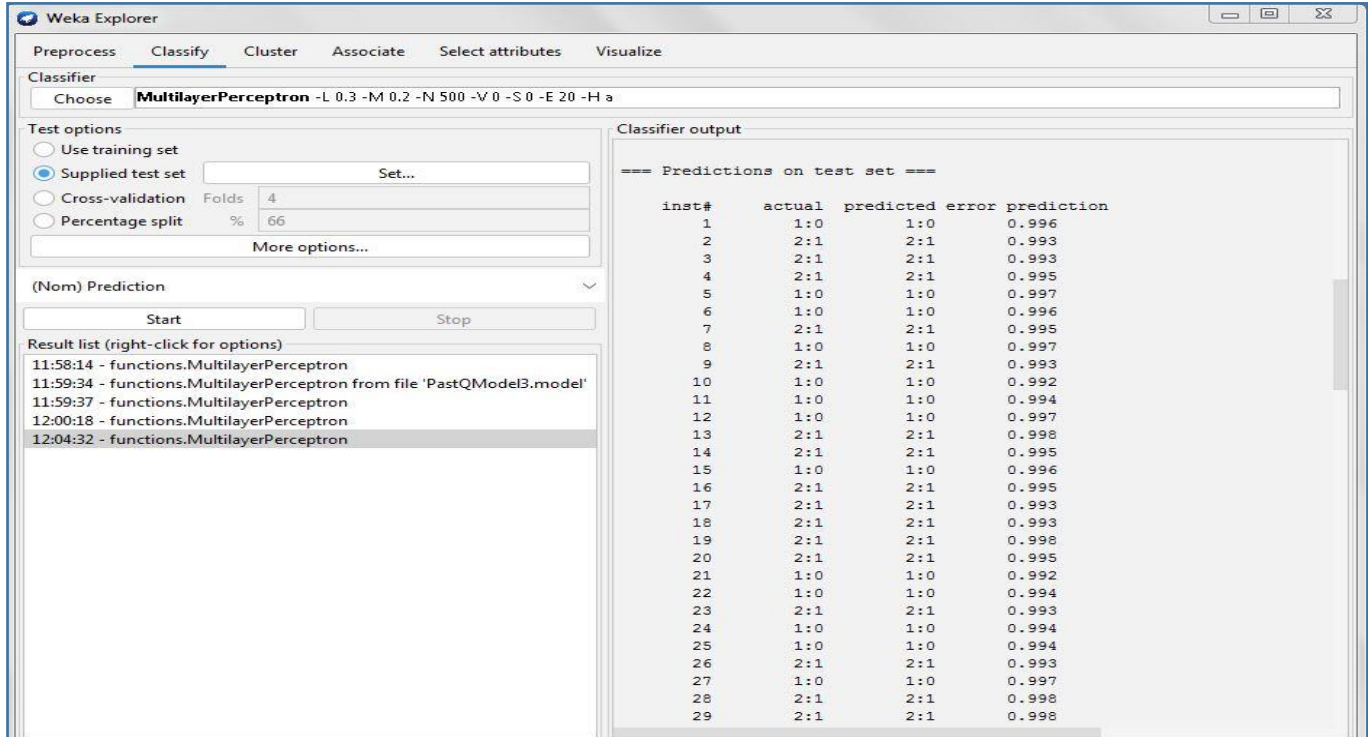 Weka Explorer
Preprocess Classify Cluster Associate Select attributes Visualize
Classifier
Choose MultilayerPerceptron -L 0.3 -M 0.2 -N 500 -V 0 -S 0 -E 20 -H a
Test options
Use training set
Supplied test set Set...
Cross-validation Folds 4
Percentage split % 66
More options...
(Nom) Prediction
Start Stop
Result list (right-click for options)
11:58:14 - functions.MultilayerPerceptron
11:59:34 - functions.MultilayerPerceptron from file 'PastQModel3.model'
11:59:37 - functions.MultilayerPerceptron
12:00:18 - functions.MultilayerPerceptron
12:04:32 - functions.MultilayerPerceptron
Classifier output
=== Predictions on test set ===
inst# actual predicted error prediction
1 1:0 1:0 0.996
2 2:1 2:1 0.993
3 2:1 2:1 0.993
4 2:1 2:1 0.995
5 1:0 1:0 0.997
6 1:0 1:0 0.996
7 2:1 2:1 0.995
8 1:0 1:0 0.997
9 2:1 2:1 0.993
10 1:0 1:0 0.992
11 1:0 1:0 0.994
12 1:0 1:0 0.997
13 2:1 2:1 0.998
14 2:1 2:1 0.995
15 1:0 1:0 0.996
16 2:1 2:1 0.995
17 2:1 2:1 0.993
18 2:1 2:1 0.993
19 2:1 2:1 0.998
20 2:1 2:1 0.995
21 1:0 1:0 0.992
22 1:0 1:0 0.994
23 2:1 2:1 0.993
24 1:0 1:0 0.994
25 1:0 1:0 0.994
26 2:1 2:1 0.993
27 1:0 1:0 0.997
28 2:1 2:1 0.998
29 2:1 2:1 0.998